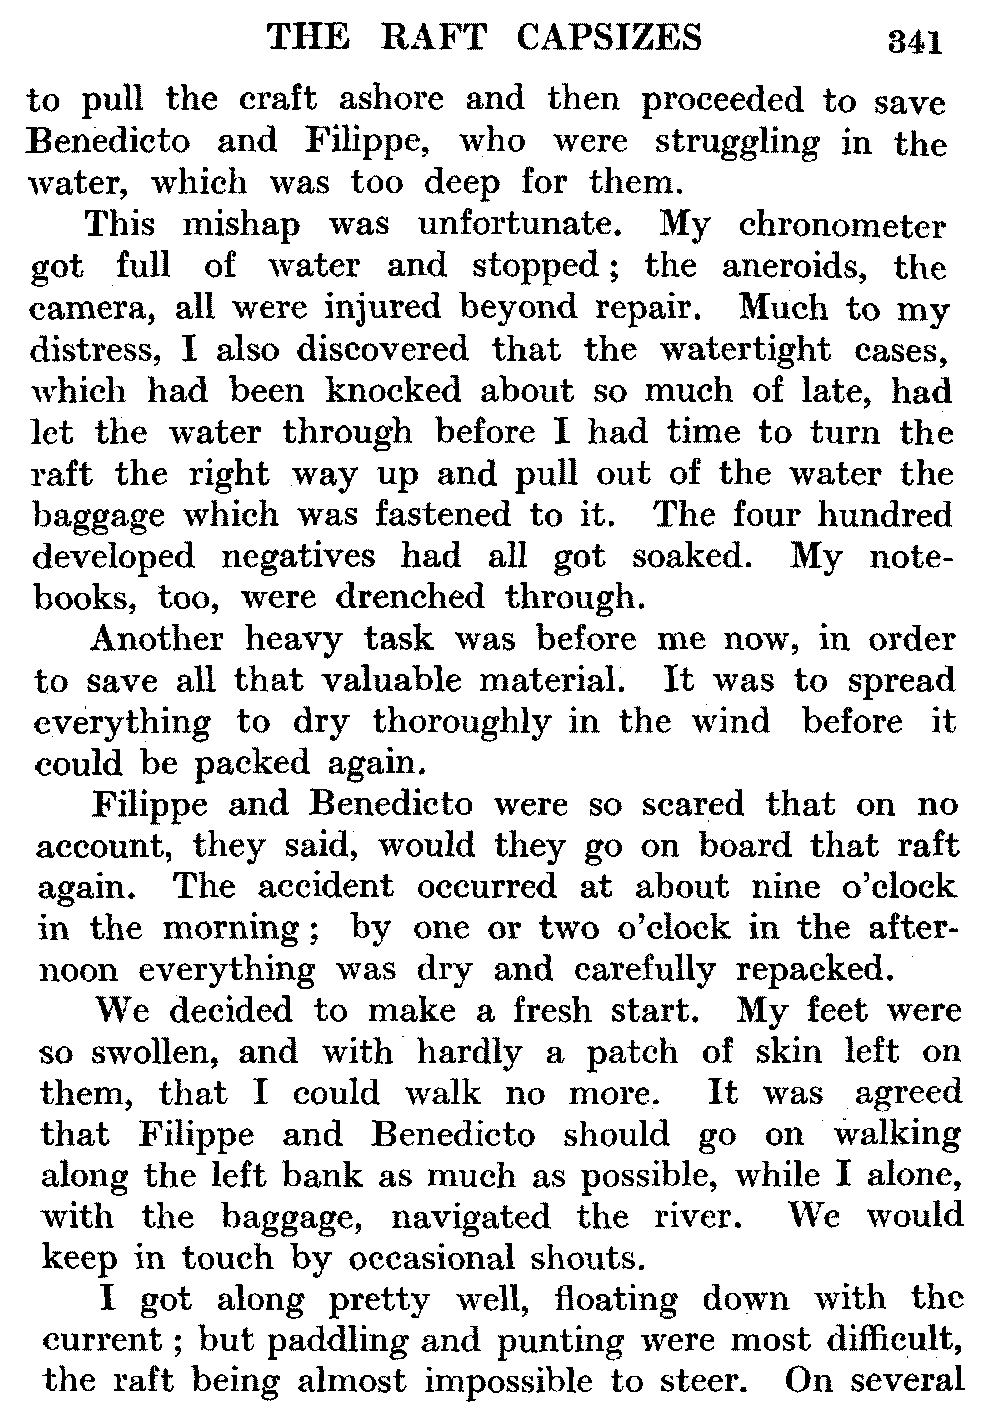 THE RAFT CAPSIZES 341
to pull the craft ashore and then proceeded to save
Benedicto and Filippe, who were struggling in the
water, which was too deep for them.
This mishap was unfortunate. My chronometer
got full of water and stopped ; the aneroids, the
camera, all were injured beyond repair. Much to my
distress, I also discovered that the watertight cases,
which had been knocked about so much of late, had
let the water through before I had time to turn the
raft the right way up and pull out of the water the
baggage which was fastened to it. The four hundred
developed negatives had all got soaked. My note-
books, too, were drenched through.
Another heavy task was before me now, in order
to save all that valuable material. It was to spread
everything to dry thoroughly in the wind before it
could be packed again.
Filippe and Benedicto were so scared that on no
account, they said, would they go on board that raft
again. The accident occurred at about nine o'clock
in the morning ; by one or two o'clock in the after-
noon everything was dry and carefully repacked.
We decided to make a fresh start. My feet were
so swollen, and with hardly a patch of skin left on
them, that I could walk no more. It was agreed
that Filippe and Benedicto should go on walking
along the left bank as much as possible, while I alone,
with the baggage, navigated the river. We would
keep in touch by occasional shouts.
I got along pretty well, floating down with the
current ; but paddling and punting were most difficult,
the raft being almost impossible to steer. On several